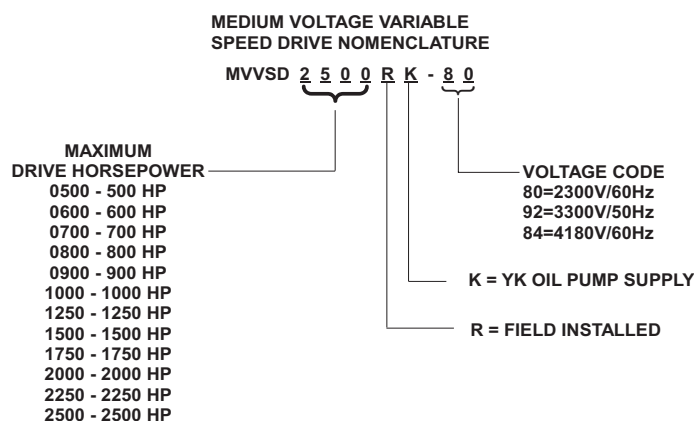 MEDIUM VOLTAGE VARIABLE
SPEED DRIVE NOMENCLATURE
MVVSD 2 5 0 0 R K - 8 0
MAXIMUM
DRIVE HORSEPOWER
0500 - 500 HP
0600 - 600 HP
0700 - 700 HP
0800 - 800 HP
0900 - 900 HP
1000 - 1000 HP
1250 - 1250 HP
1500 - 1500 HP
1750 - 1750 HP
2000 - 2000 HP
2250 - 2250 HP
2500 - 2500 HP
VOLTAGE CODE
80=2300V/60Hz
92=3300V/50Hz
84=4180V/60Hz
K = YK OIL PUMP SUPPLY
R = FIELD INSTALLED